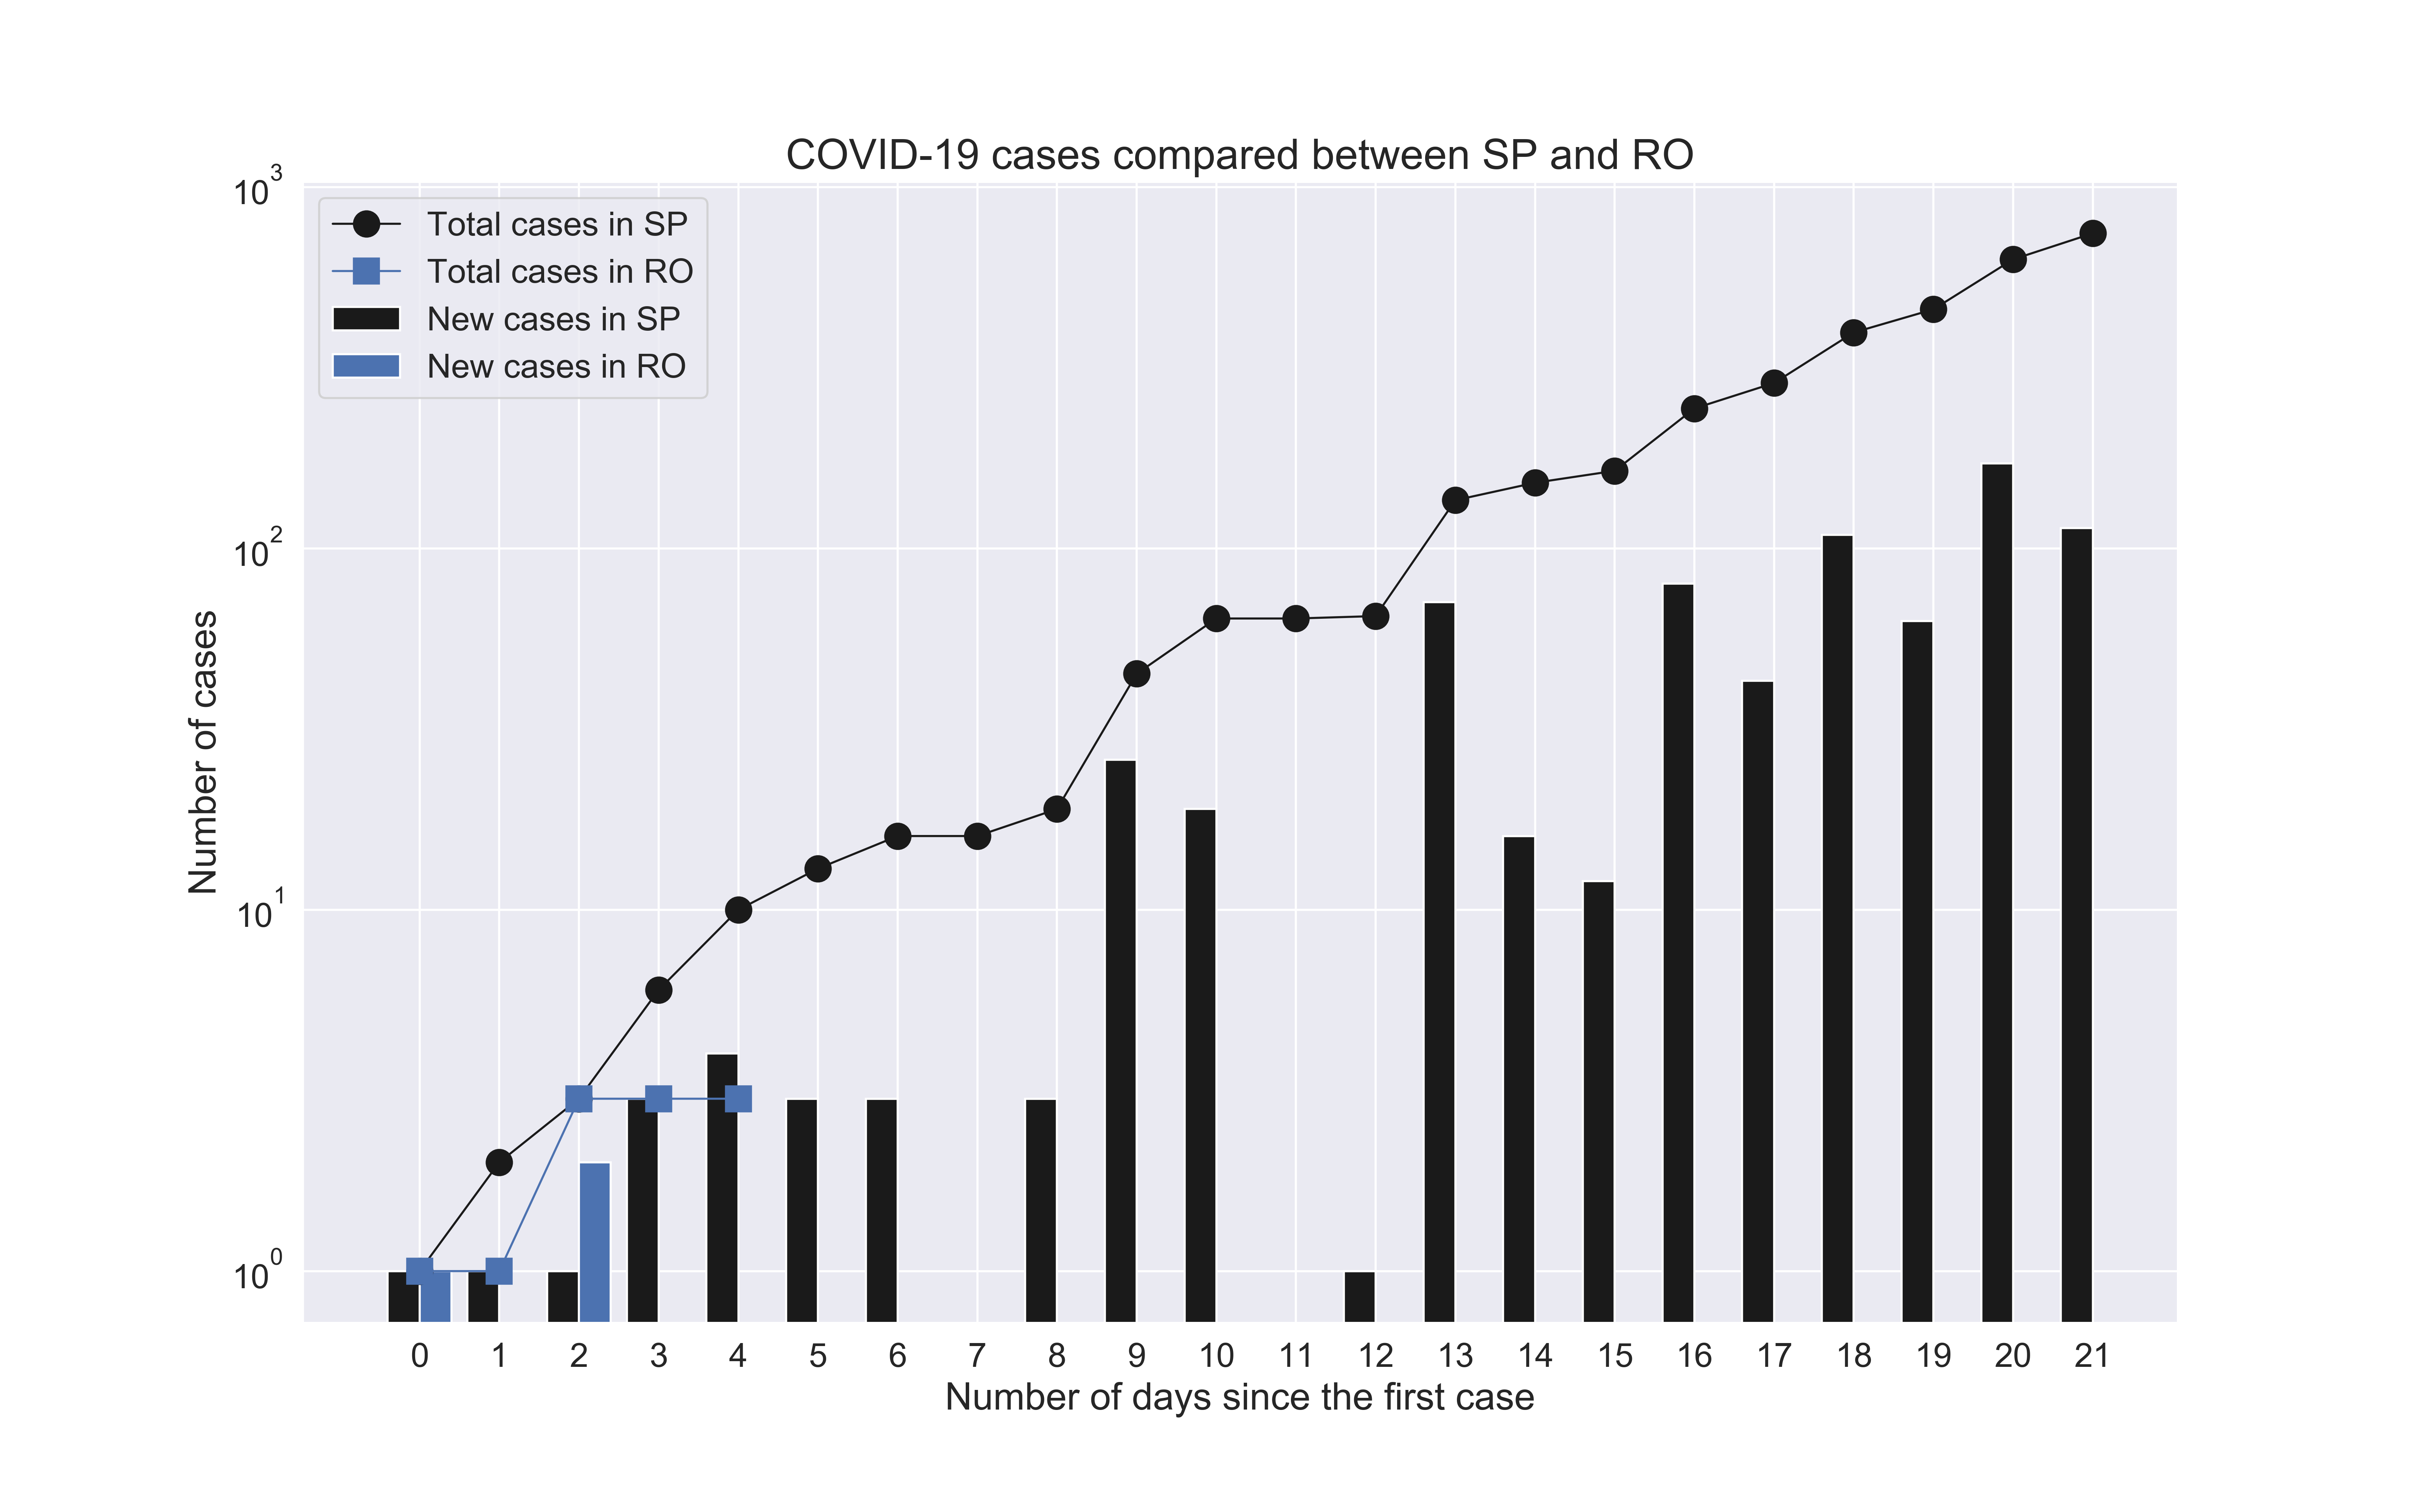 COVID-19 cases compared between SP and RO
Total cases in SP
Total cases in RO
New cases in SP
New cases in RO
10³
10²
10¹
10⁰
Number of cases
0 1 2 3 4 5 6 7 8 9 10 11 12 13 14 15 16 17 18 19 20 21
Number of days since the first case